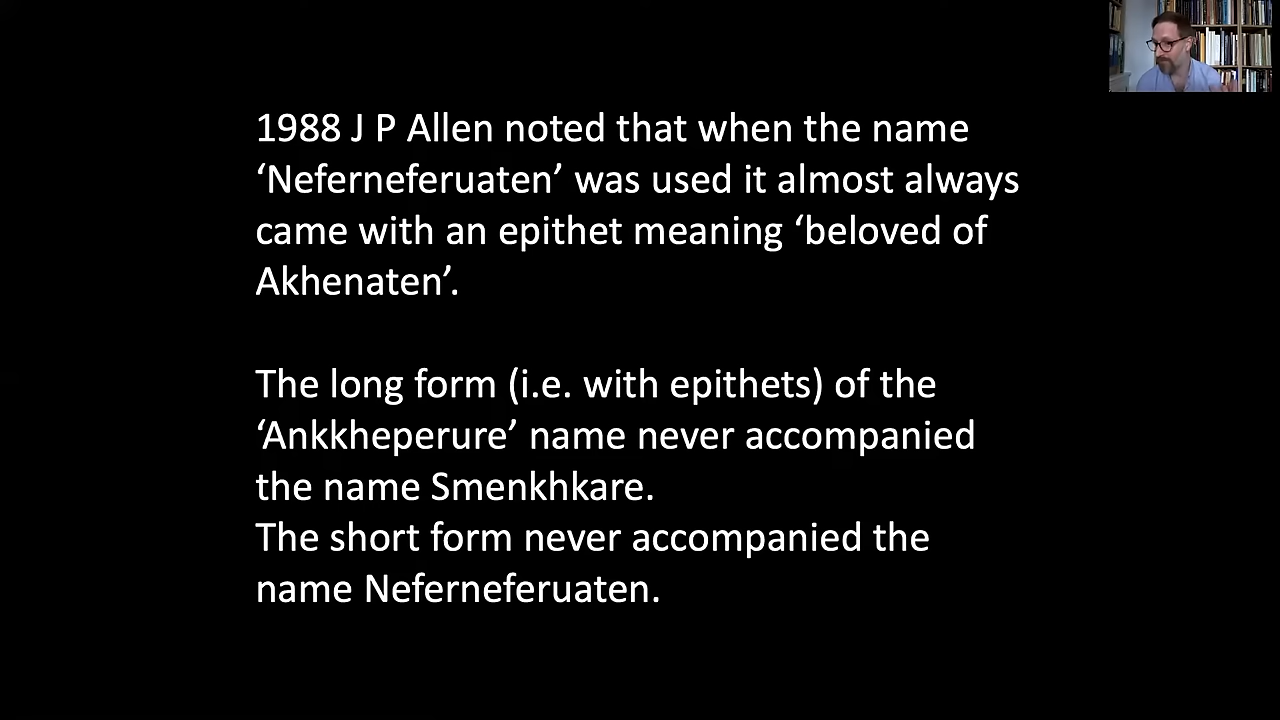 1988 J P Allen noted that when the name
‘Neferneferuaten’ was used it almost always
came with an epithet meaning ‘beloved of
Akhenaten’.
The long form (i.e. with epithets) of the
‘Ankkheperure’ name never accompanied
the name Smenkhkare.
The short form never accompanied the
name Neferneferuaten.